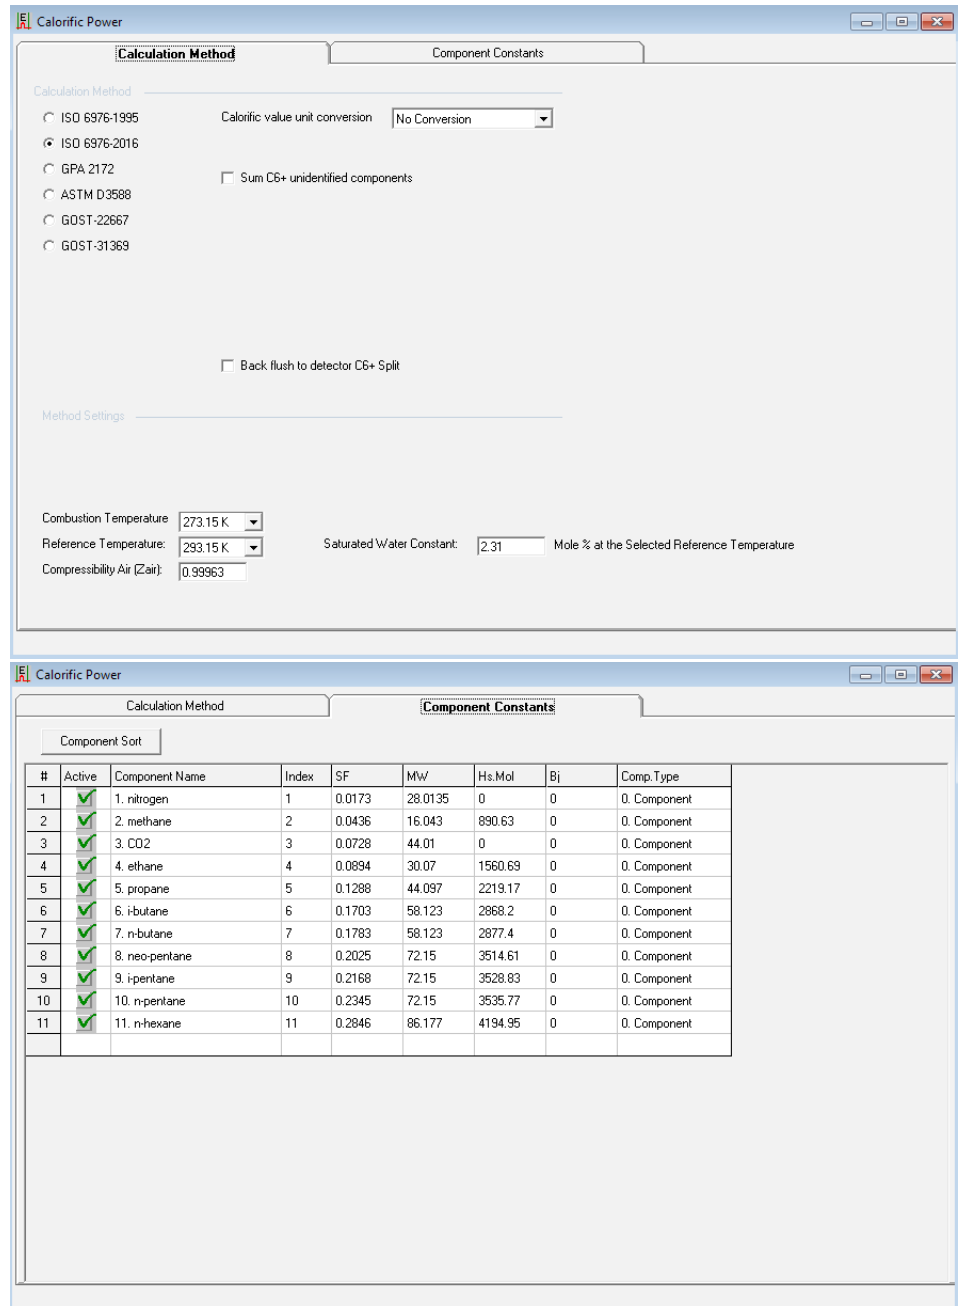 Calorific Power
Calculation Method Component Constants
Calculation Method
ISO 6976-1995 Calorific value unit conversion No Conversion
ISO 6976-2016
GPA 2172 Sum C6+ unidentified components
ASTM D3588
GOST-22667
GOST-31369
Back flush to detector C6+ Split
Method Settings
Combustion Temperature 273.15 K
Reference Temperature: 293.15 K Saturated Water Constant: 2.31 Mole % at the Selected Reference Temperature
Compressibility Air (Zair): 0.99963
Calorific Power
Calculation Method Component Constants
Component Sort
# Active Component Name Index SF MW Hs.Mol Bj Comp.Type
1 1. nitrogen 1 0.0173 28.0135 0 0 0. Component
2 2. methane 2 0.0436 16.043 890.63 0 0. Component
3 3. CO2 3 0.0728 44.01 0 0 0. Component
4 4. ethane 4 0.0894 30.07 1560.69 0 0. Component
5 5. propane 5 0.1288 44.097 2219.17 0 0. Component
6 6. i-butane 6 0.1703 58.123 2868.2 0 0. Component
7 7. n-butane 7 0.1783 58.123 2877.4 0 0. Component
8 8. neo-pentane 8 0.2025 72.15 3514.61 0 0. Component
9 9. i-pentane 9 0.2168 72.15 3528.83 0 0. Component
10 10. n-pentane 10 0.2345 72.15 3535.77 0 0. Component
11 11. n-hexane 11 0.2846 86.177 4194.95 0 0. Component